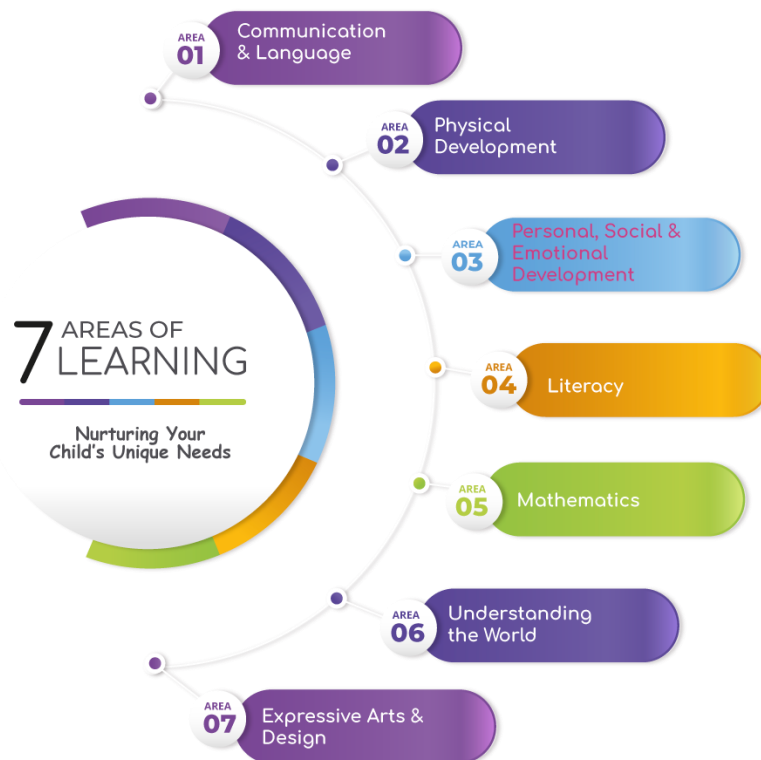 AREA
01
Communication
& Language
AREA
02
Physical
Development
AREA
03
Personal, Social &
Emotional
Development
7 AREAS OF
LEARNING
Nurturing Your
Child's Unique Needs
AREA
04
Literacy
AREA
05
Mathematics
AREA
06
Understanding
the World
AREA
07
Expressive Arts &
Design